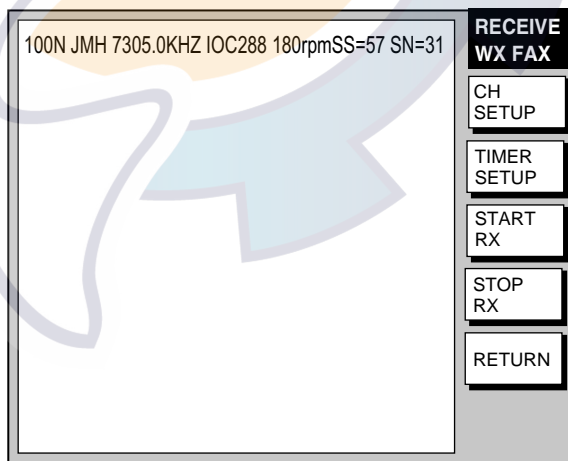 100N JMH 7305.0KHZ IOC288 180rpmSS=57 SN=31
RECEIVE
WX FAX
CH
SETUP
TIMER
SETUP
START
RX
STOP
RX
RETURN